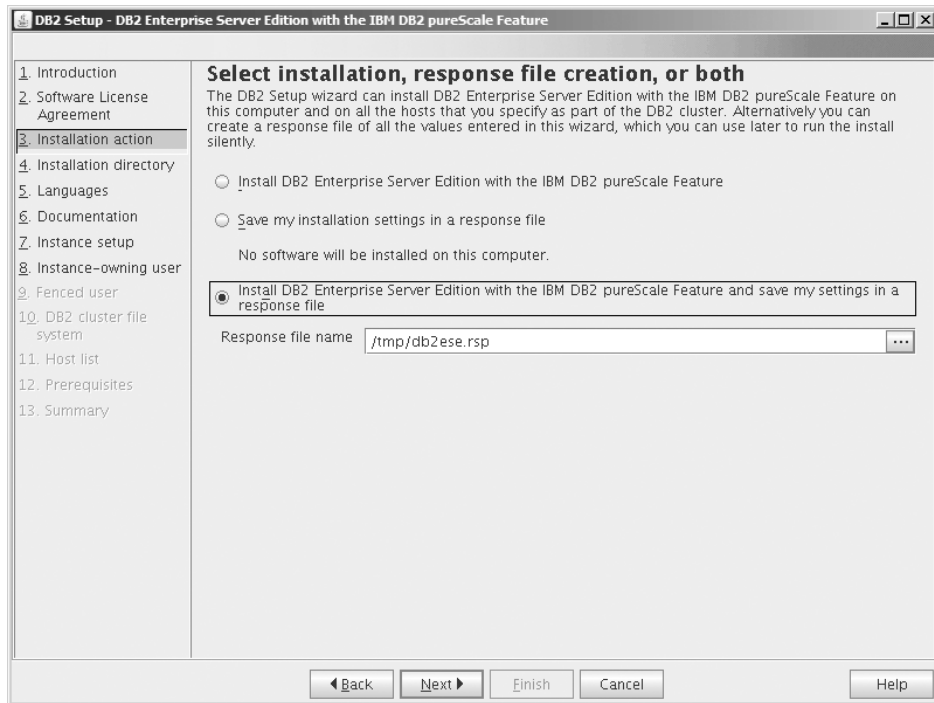 DB2 Setup - DB2 Enterprise Server Edition with the IBM DB2 pureScale Feature
1. Introduction
2. Software License
Agreement
3. Installation action
4. Installation directory
5. Languages
6. Documentation
7. Instance setup
8. Instance-owning user
9. Fenced user
10. DB2 cluster file
system
11. Host list
12. Prerequisites
13. Summary
Select installation, response file creation, or both
The DB2 Setup wizard can install DB2 Enterprise Server Edition with the IBM DB2 pureScale Feature on
this computer and on all the hosts that you specify as part of the DB2 cluster. Alternatively you can
create a response file of all the values entered in this wizard, which you can use later to run the install
silently.
Install DB2 Enterprise Server Edition with the IBM DB2 pureScale Feature
Save my installation settings in a response file
No software will be installed on this computer.
Install DB2 Enterprise Server Edition with the IBM DB2 pureScale Feature and save my settings in a
response file
Response file name /tmp/db2ese.rsp ...
Back Next Finish Cancel Help